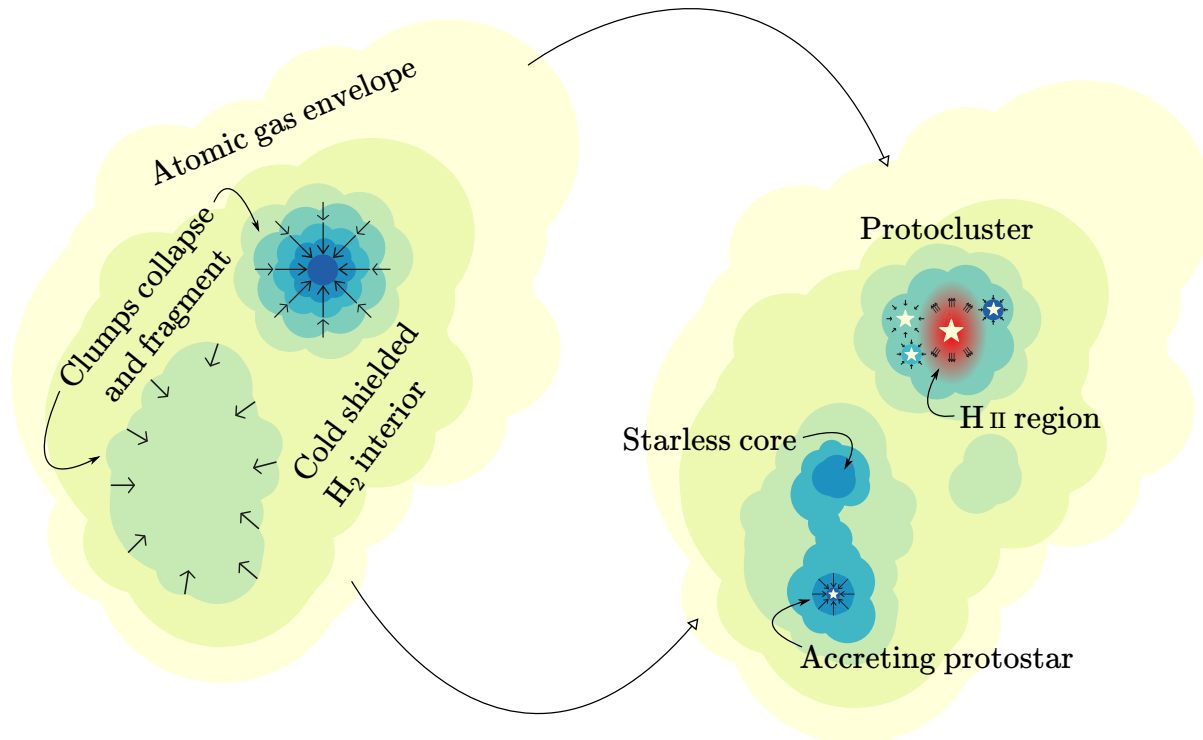 Atomic gas envelope
Clumps collapse
and fragment
Cold shielded
H₂ interior
Protocluster
H II region
Starless core
Accreting protostar